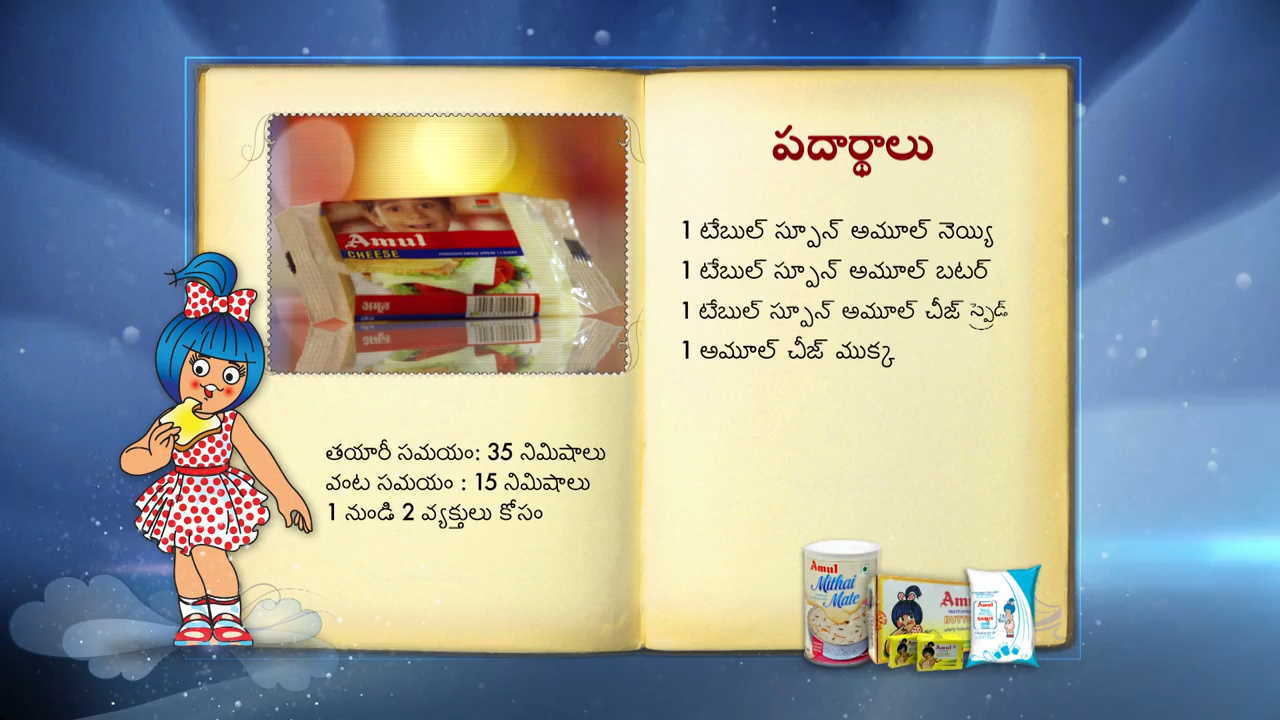 Amul
CHEESE
తయారీ సమయం: 35 నిమిషాలు
వంట సమయం : 15 నిమిషాలు
1 నుండి 2 వ్యక్తులు కోసం
పదార్థాలు
1 టేబుల్ స్పూన్ అమూల్ నెయ్యి
1 టేబుల్ స్పూన్ అమూల్ బటర్
1 టేబుల్ స్పూన్ అమూల్ చీజ్ స్ప్రెడ్
1 అమూల్ చీజ్ ముక్క
Amul
Mithai
Mate